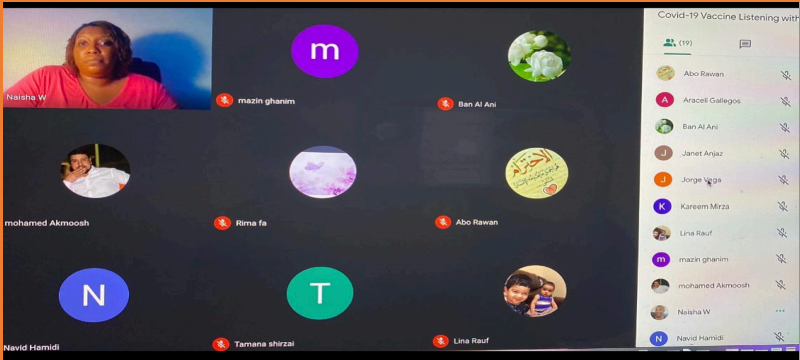 Covid-19 Vaccine Listening with
(19)
Naisha W
m
mazin ghanim
Ban Al Ani
mohamed Akmoosh
Rima fa
الاحترام
Abo Rawan
N
Navid Hamidi
T
Tamana shirzai
Lina Rauf
Abo Rawan
A
Araceli Gallegos
Ban Al Ani
J
Janet Anjaz
J
Jorge Vega
K
Kareem Mirza
Lina Rauf
m
mazin ghanim
mohamed Akmoosh
Naisha W
N
Navid Hamidi